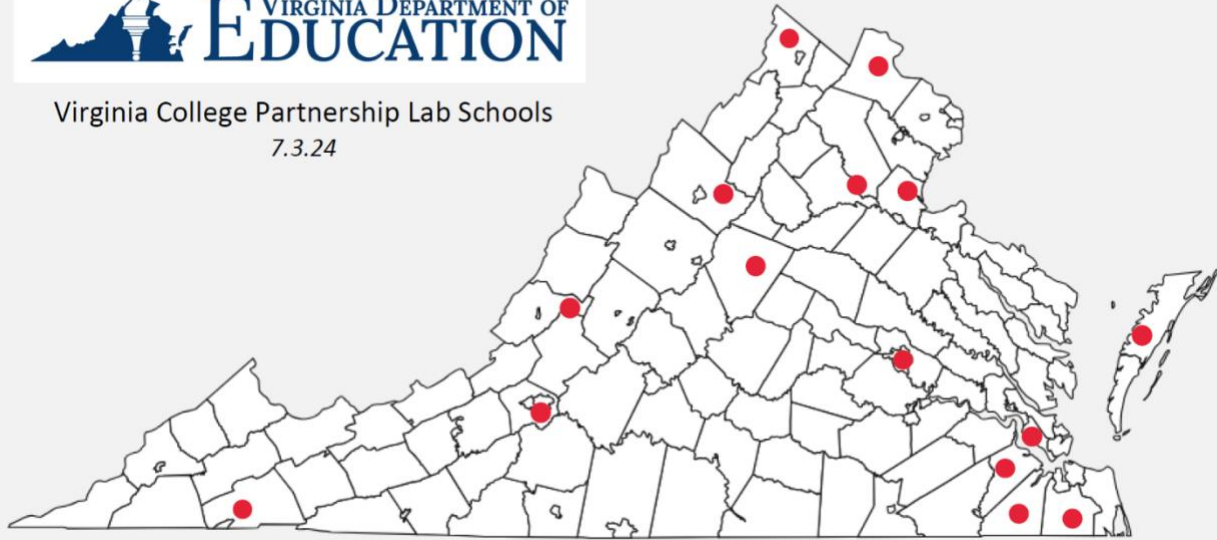 VIRGINIA DEPARTMENT OF
EDUCATION
Virginia College Partnership Lab Schools
7.3.24